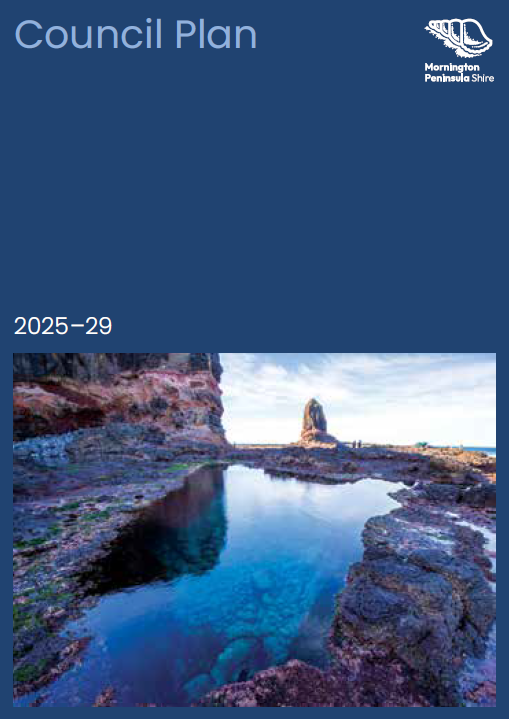 Council Plan
Mornington
Peninsula Shire
2025–29